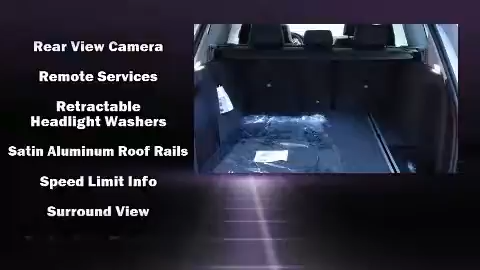 Rear View Camera
Remote Services
Retractable
Headlight Washers
Satin Aluminum Roof Rails
Speed Limit Info
Surround View